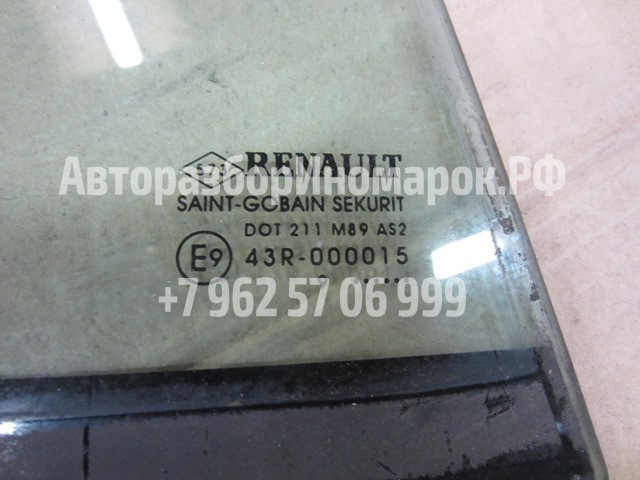 RENAULT
АвторазборИномарок.РФ
SAINT-GOBAIN SEKURIT
DOT 211 M89 AS2
E9 43R-000015
+7 962 57 06 999